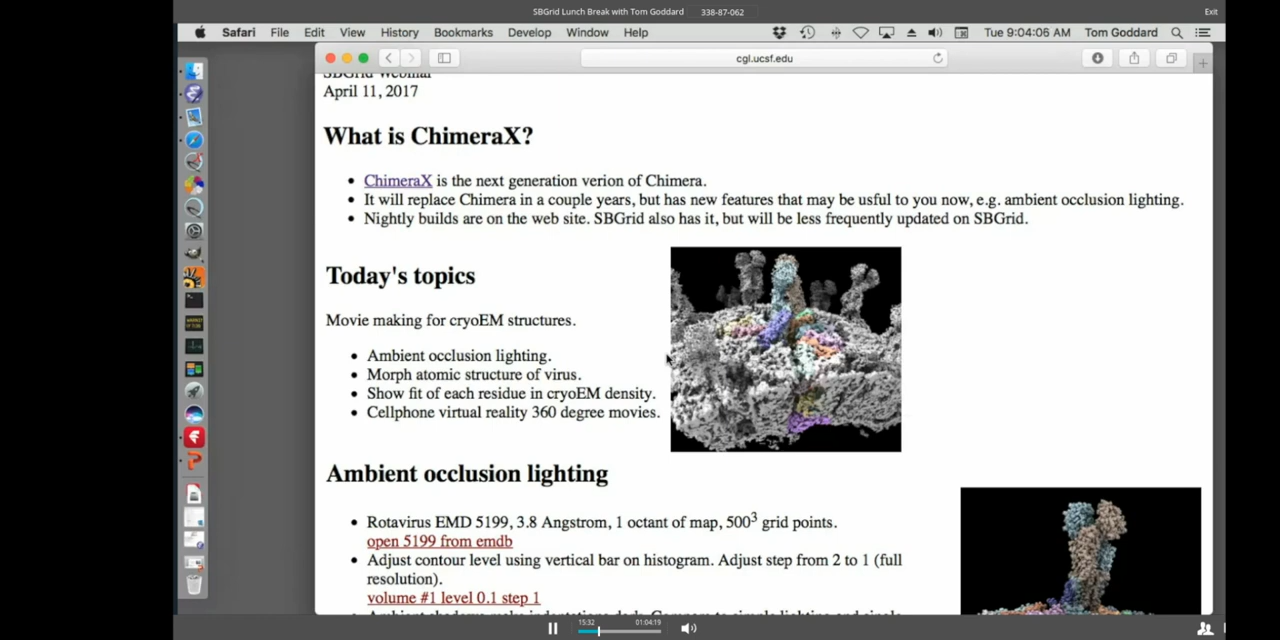 SBGrid Lunch Break with Tom Goddard 338-87-062 Exit
Safari File Edit View History Bookmarks Develop Window Help Tue 9:04:06 AM Tom Goddard
cgl.ucsf.edu
SBGrid Webinar
April 11, 2017
What is ChimeraX?
ChimeraX is the next generation verion of Chimera.
It will replace Chimera in a couple years, but has new features that may be usful to you now, e.g. ambient occlusion lighting.
Nightly builds are on the web site. SBGrid also has it, but will be less frequently updated on SBGrid.
Today's topics
Movie making for cryoEM structures.
Ambient occlusion lighting.
Morph atomic structure of virus.
Show fit of each residue in cryoEM density.
Cellphone virtual reality 360 degree movies.
Ambient occlusion lighting
Rotavirus EMD 5199, 3.8 Angstrom, 1 octant of map, 500³ grid points.
open 5199 from emdb
Adjust contour level using vertical bar on histogram. Adjust step from 2 to 1 (full
resolution).
volume #1 level 0.1 step 1
15:32 01:04:19